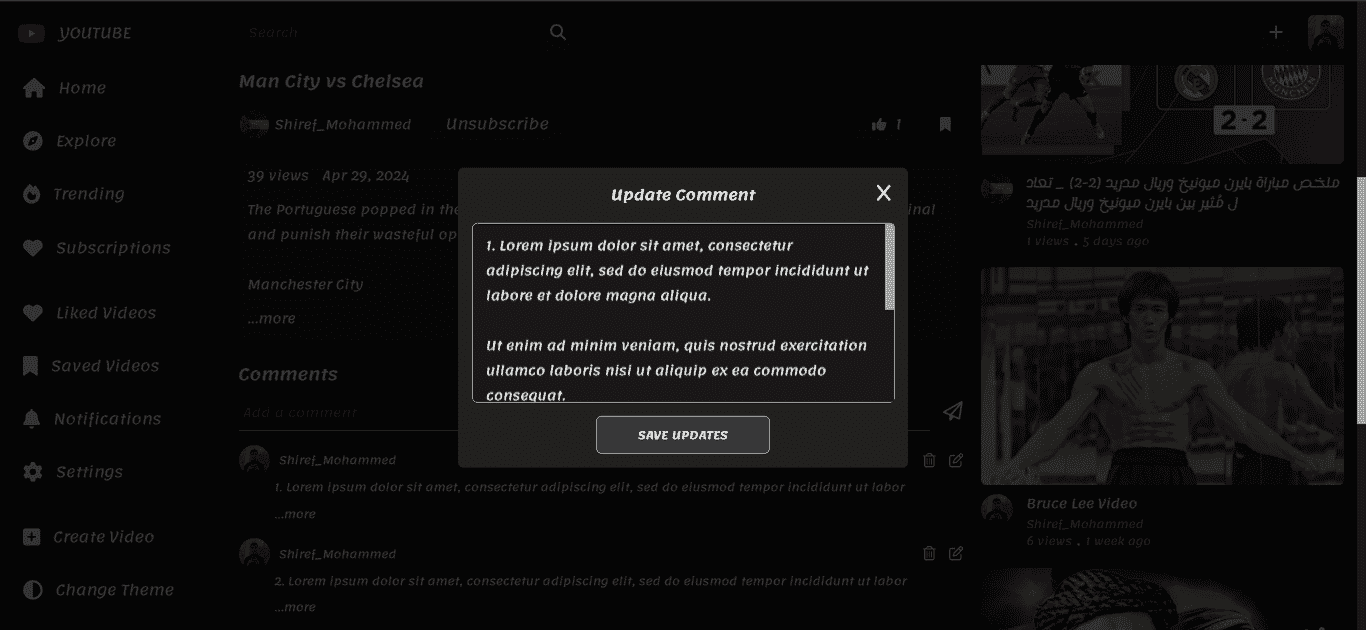 YOUTUBE
Search
Home
Explore
Trending
Subscriptions
Liked Videos
Saved Videos
Notifications
Settings
Create Video
Change Theme
Man City vs Chelsea
Shiref_Mohammed Unsubscribe 1
39 views Apr 29, 2024
The Portuguese popped in the
and punish their wasteful op
Manchester City
...more
Comments
Add a comment
Shiref_Mohammed
1. Lorem ipsum dolor sit amet, consectetur adipiscing elit, sed do eiusmod tempor incididunt ut labor
...more
Shiref_Mohammed
2. Lorem ipsum dolor sit amet, consectetur adipiscing elit, sed do eiusmod tempor incididunt ut labor
...more
Update Comment
X
1. Lorem ipsum dolor sit amet, consectetur
adipiscing elit, sed do eiusmod tempor incididunt ut
labore et dolore magna aliqua.
Ut enim ad minim veniam, quis nostrud exercitation
ullamco laboris nisi ut aliquip ex ea commodo
consequat.
SAVE UPDATES
MÜNCHEN
2-2
ملخص مباراة بايرن ميونيخ وريال مدريد (2-2) _ تعاد
ل مُثير بين بايرن ميونيخ وريال مدريد
Shiref_Mohammed
1 views . 5 days ago
Bruce Lee Video
Shiref_Mohammed
6 views . 1 week ago